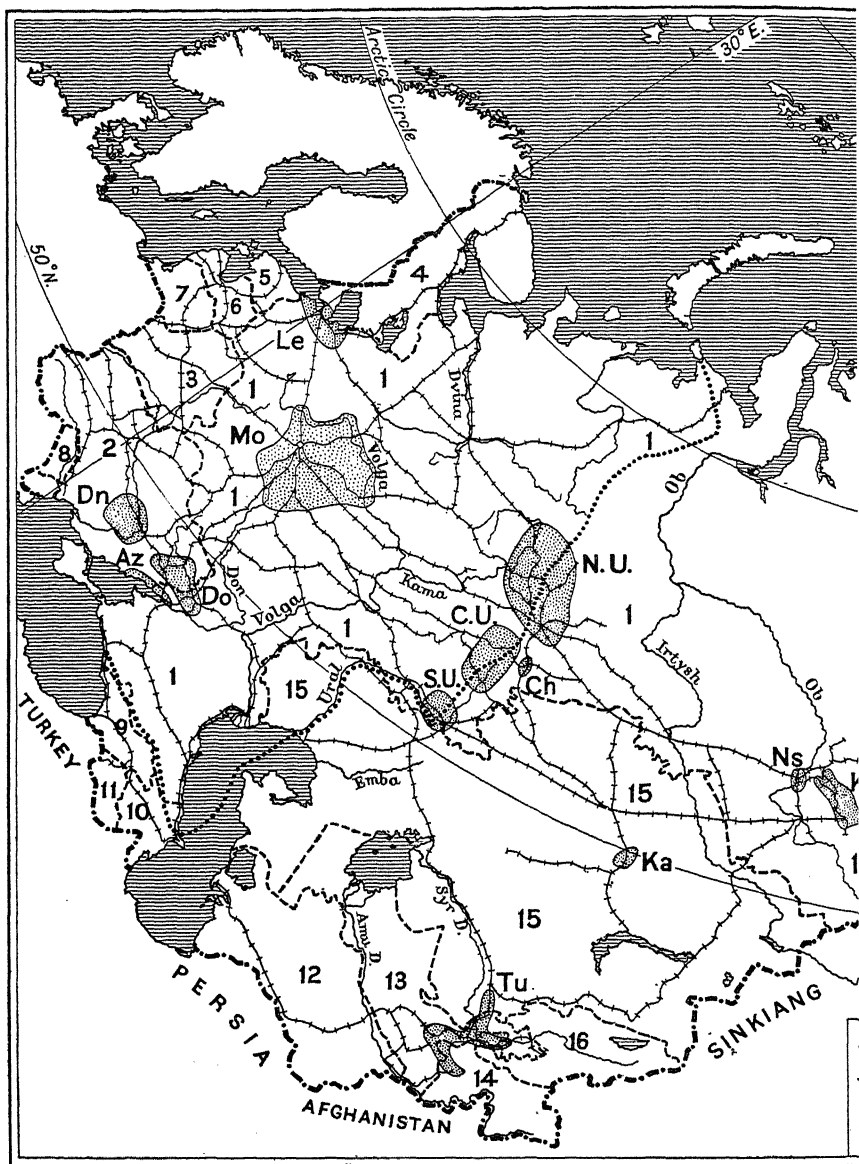 Arctic Circle
30° E.
50° N.
5
7
6
4
Le
3
1
1
Dvina
Mo
Volga
1
8
2
1
Ob
Dn
Az
Do
Don
Volga
Kama
N.U.
C.U.
1
1
S.U.
Ch
Irtysh
Ob
1
15
Ural
TURKEY
9
11
10
Emba
15
Ns
K
Ka
1
15
Syr D.
Amu D.
12
13
Tu
PERSIA
16
SINKIANG
14
AFGHANISTAN